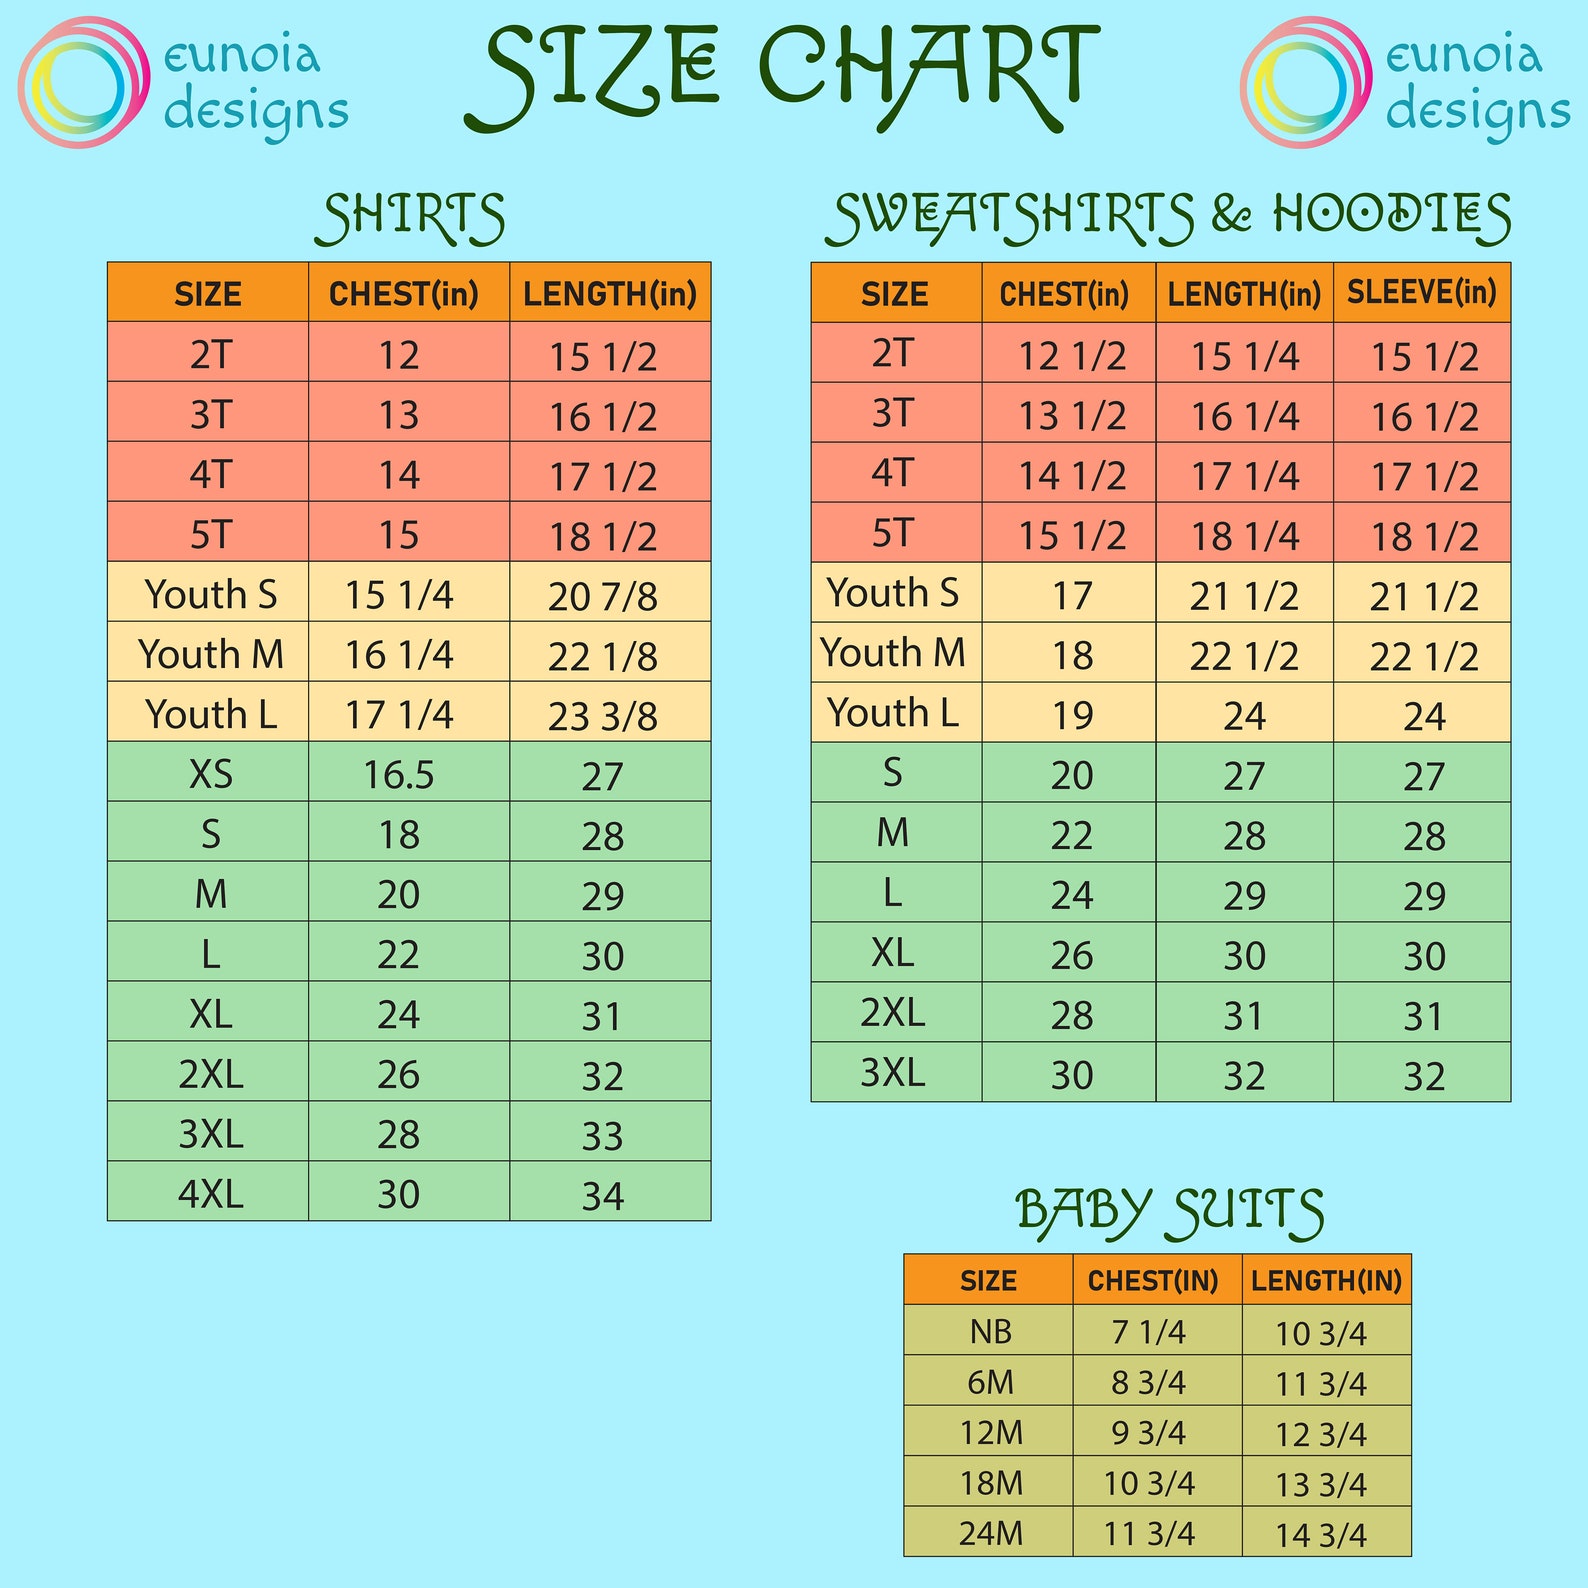 eunoia
designs
SIZE CHART
eunoia
designs
SHIRTS
SIZE CHEST(in) LENGTH(in)
2T 12 15 1/2
3T 13 16 1/2
4T 14 17 1/2
5T 15 18 1/2
Youth S 15 1/4 20 7/8
Youth M 16 1/4 22 1/8
Youth L 17 1/4 23 3/8
XS 16.5 27
S 18 28
M 20 29
L 22 30
XL 24 31
2XL 26 32
3XL 28 33
4XL 30 34
SWEATSHIRTS & HOODIES
SIZE CHEST(in) LENGTH(in) SLEEVE(in)
2T 12 1/2 15 1/4 15 1/2
3T 13 1/2 16 1/4 16 1/2
4T 14 1/2 17 1/4 17 1/2
5T 15 1/2 18 1/4 18 1/2
Youth S 17 21 1/2 21 1/2
Youth M 18 22 1/2 22 1/2
Youth L 19 24 24
S 20 27 27
M 22 28 28
L 24 29 29
XL 26 30 30
2XL 28 31 31
3XL 30 32 32
BABY SUITS
SIZE CHEST(IN) LENGTH(IN)
NB 7 1/4 10 3/4
6M 8 3/4 11 3/4
12M 9 3/4 12 3/4
18M 10 3/4 13 3/4
24M 11 3/4 14 3/4